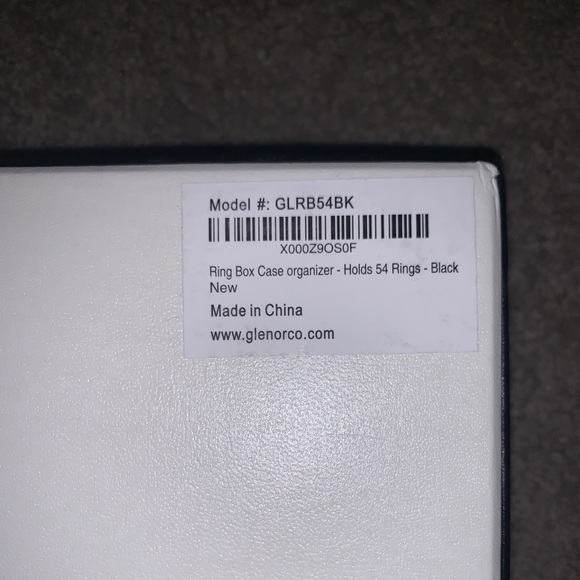 Model #: GLRB54BK
X000Z9OS0F
Ring Box Case organizer - Holds 54 Rings - Black
New
Made in China
www.glenorco.com